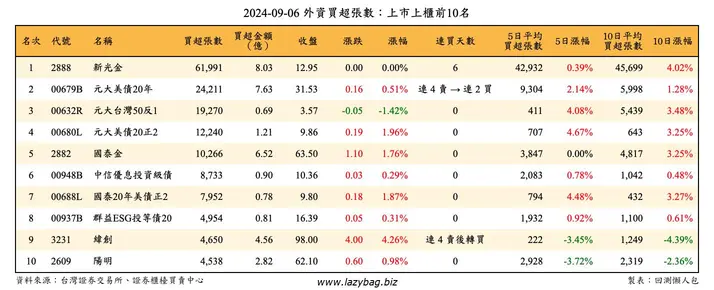 2024-09-06 外資買超張數：上市上櫃前10名
名次 代號 名稱 買超張數 買超金額（億） 收盤 漲跌 漲幅 連買天數 5日平均買超張數 5日漲幅 10日平均買超張數 10日漲幅
1 2888 新光金 61,991 8.03 12.95 0.00 0.00% 6 42,932 0.39% 45,699 4.02%
2 00679B 元大美債20年 24,211 7.63 31.53 0.16 0.51% 連 4 賣 → 連 2 買 9,304 2.14% 5,998 1.28%
3 00632R 元大台灣50反1 19,270 0.69 3.57 -0.05 -1.42% 0 411 4.08% 5,439 3.48%
4 00680L 元大美債20正2 12,240 1.21 9.86 0.19 1.96% 0 707 4.67% 643 3.25%
5 2882 國泰金 10,266 6.52 63.50 1.10 1.76% 0 3,847 0.00% 4,817 3.25%
6 00948B 中信優息投資級債 8,733 0.90 10.36 0.03 0.29% 0 2,083 0.78% 1,042 0.48%
7 00688L 國泰20年美債正2 7,952 0.78 9.80 0.18 1.87% 0 794 4.48% 432 3.27%
8 00937B 群益ESG投等債20 4,954 0.81 16.39 0.05 0.31% 0 1,932 0.92% 1,100 0.61%
9 3231 緯創 4,650 4.56 98.00 4.00 4.26% 連 4 賣後轉買 222 -3.45% 1,249 -4.39%
10 2609 陽明 4,538 2.82 62.10 0.60 0.98% 0 2,928 -3.72% 2,319 -2.36%
資料來源：台灣證券交易所、證券櫃檯買賣中心 www.lazybag.biz 製表：回測懶人包